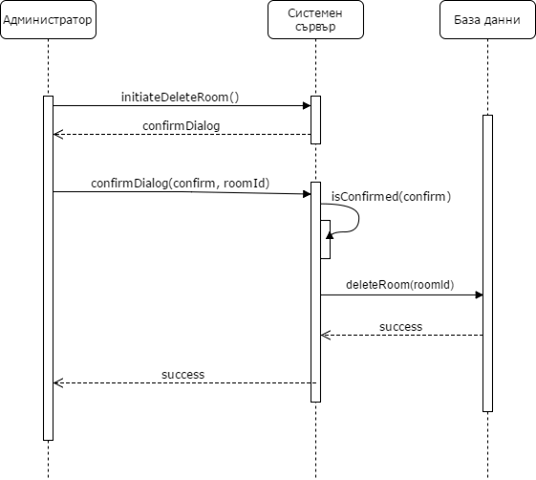 Администратор
Системен
сървър
База данни
initiateDeleteRoom()
confirmDialog
confirmDialog(confirm, roomId)
isConfirmed(confirm)
deleteRoom(roomId)
success
success